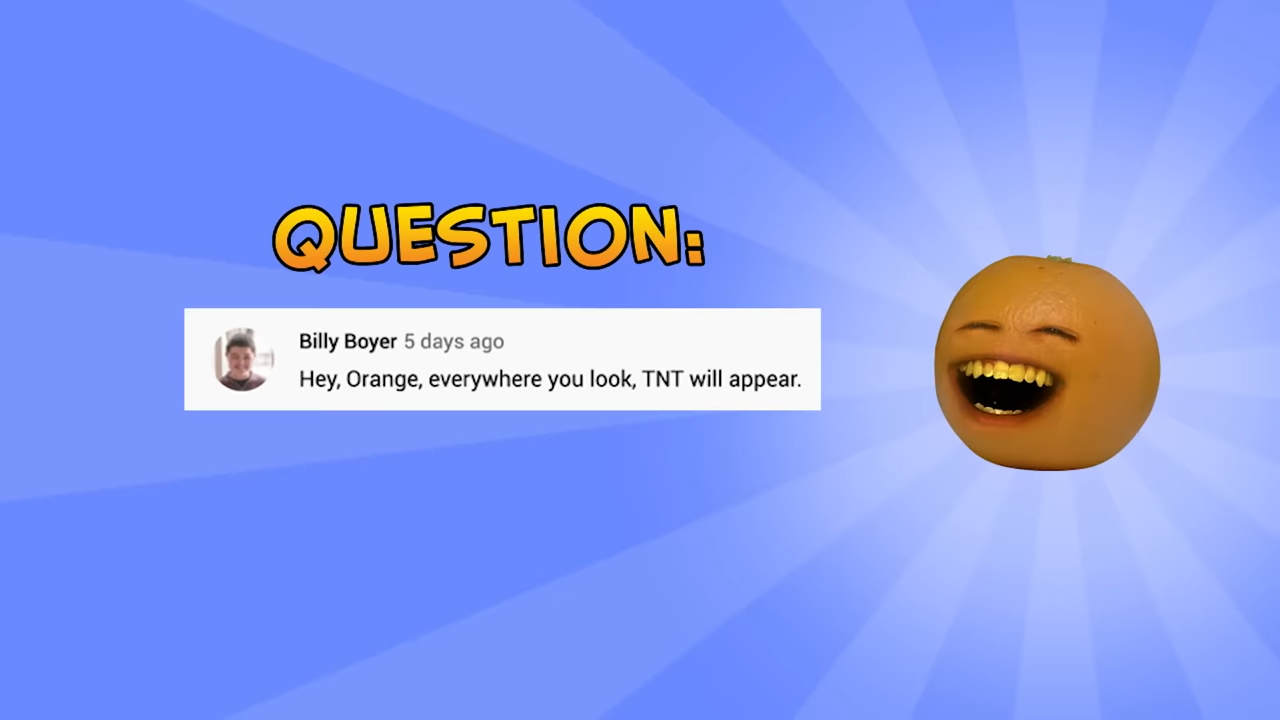 QUESTION:
Billy Boyer 5 days ago
Hey, Orange, everywhere you look, TNT will appear.